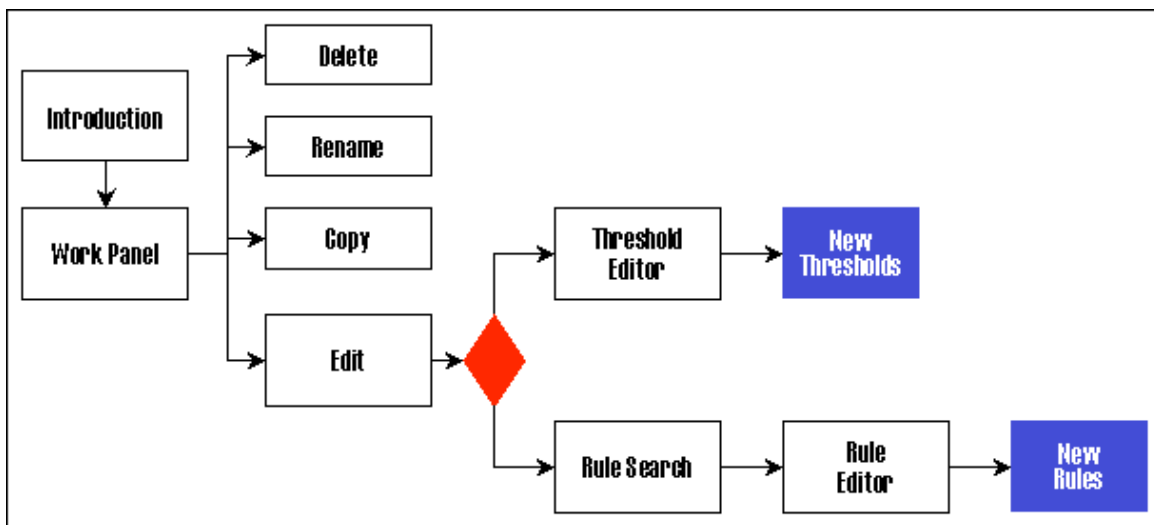 Introduction
Work Panel
Delete
Rename
Copy
Edit
Threshold
Editor
New
Thresholds
Rule Search
Rule
Editor
New
Rules